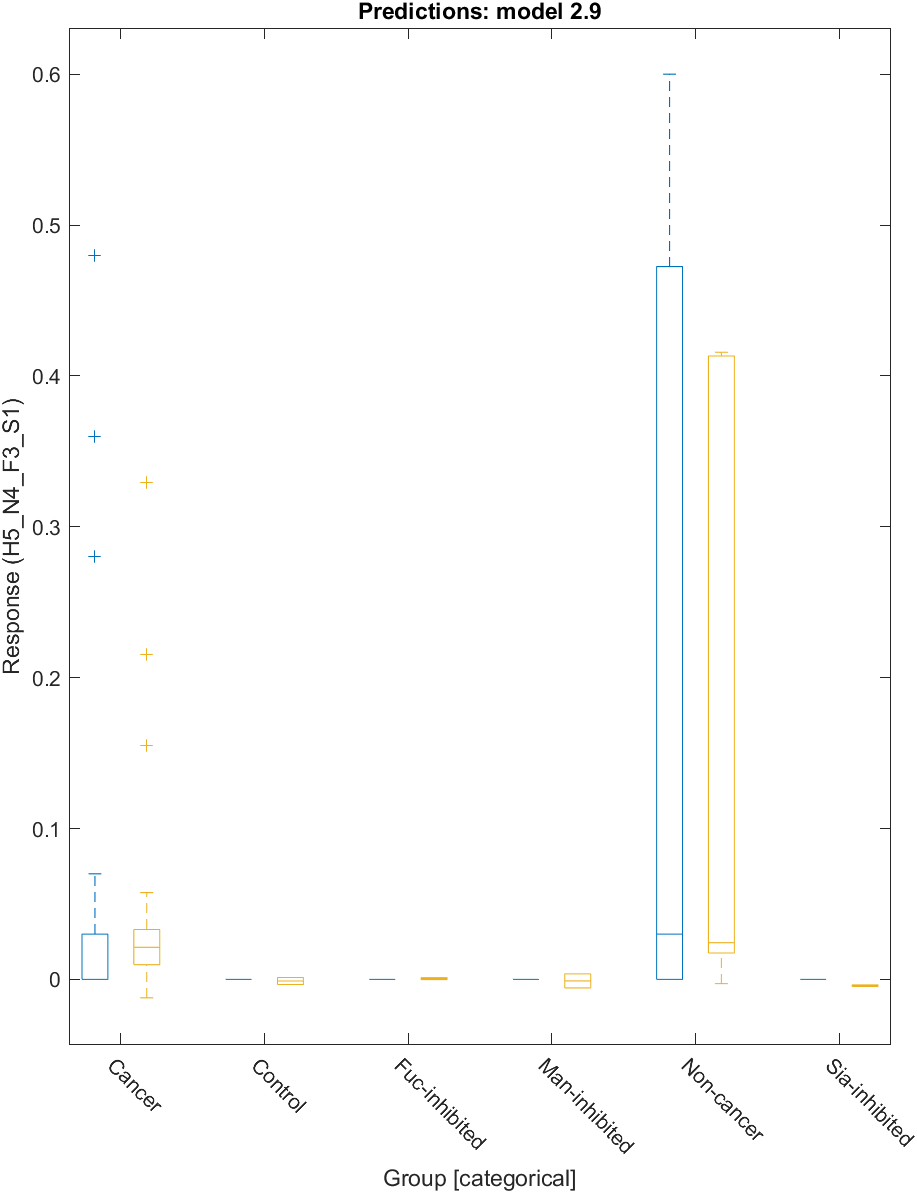 Predictions: model 2.9
0.6
0.5
0.4
0.3
0.2
0.1
0
Response (H5_N4_F3_S1)
Cancer
Control
Fuc-inhibited
Man-inhibited
Non-cancer
Sia-inhibited
Group [categorical]